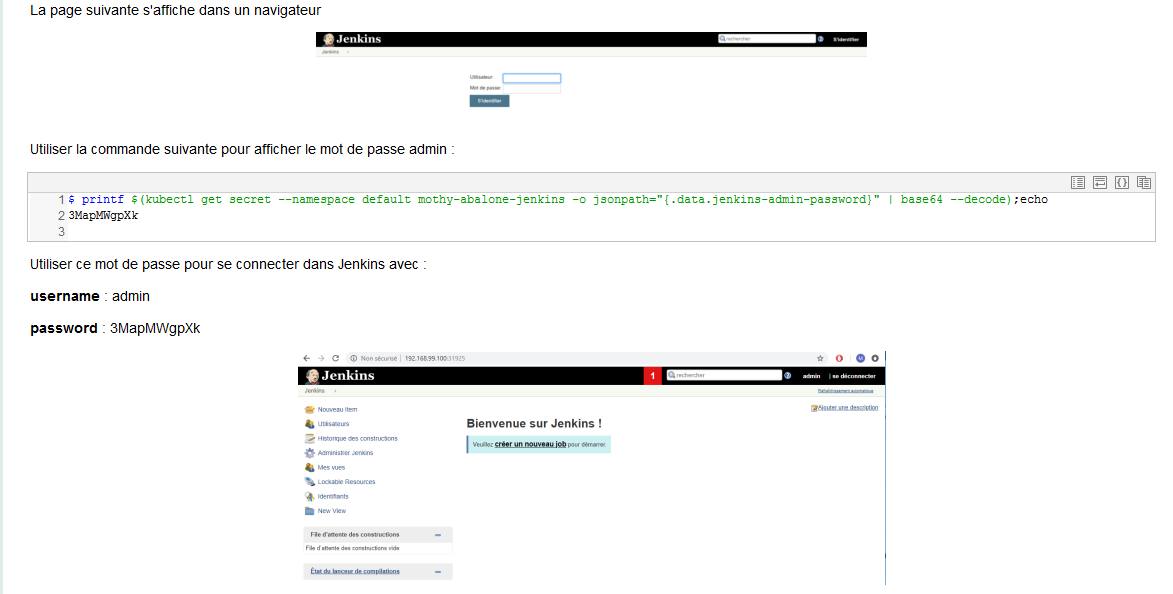 La page suivante s'affiche dans un navigateur
Jenkins
rechercher
S'identifier
Jenkins
Utilisateur:
Mot de passe:
S'identifier
Utiliser la commande suivante pour afficher le mot de passe admin :
1 $ printf $(kubectl get secret --namespace default mothy-abalone-jenkins -o jsonpath="{.data.jenkins-admin-password}" | base64 --decode);echo
2 3MapMWgpXk
3
Utiliser ce mot de passe pour se connecter dans Jenkins avec :
username : admin
password : 3MapMWgpXk
Non sécurisé | 192.168.99.100:31925
M
Jenkins
1
rechercher
admin
| se déconnecter
Jenkins
Rafraîchissement automatique
Nouveau Item
Ajouter une description
Utilisateurs
Historique des constructions
Administrer Jenkins
Mes vues
Lockable Resources
Identifiants
New View
Bienvenue sur Jenkins !
Veuillez créer un nouveau job pour démarrer.
File d'attente des constructions
File d'attente des constructions vide
État du lanceur de compilations